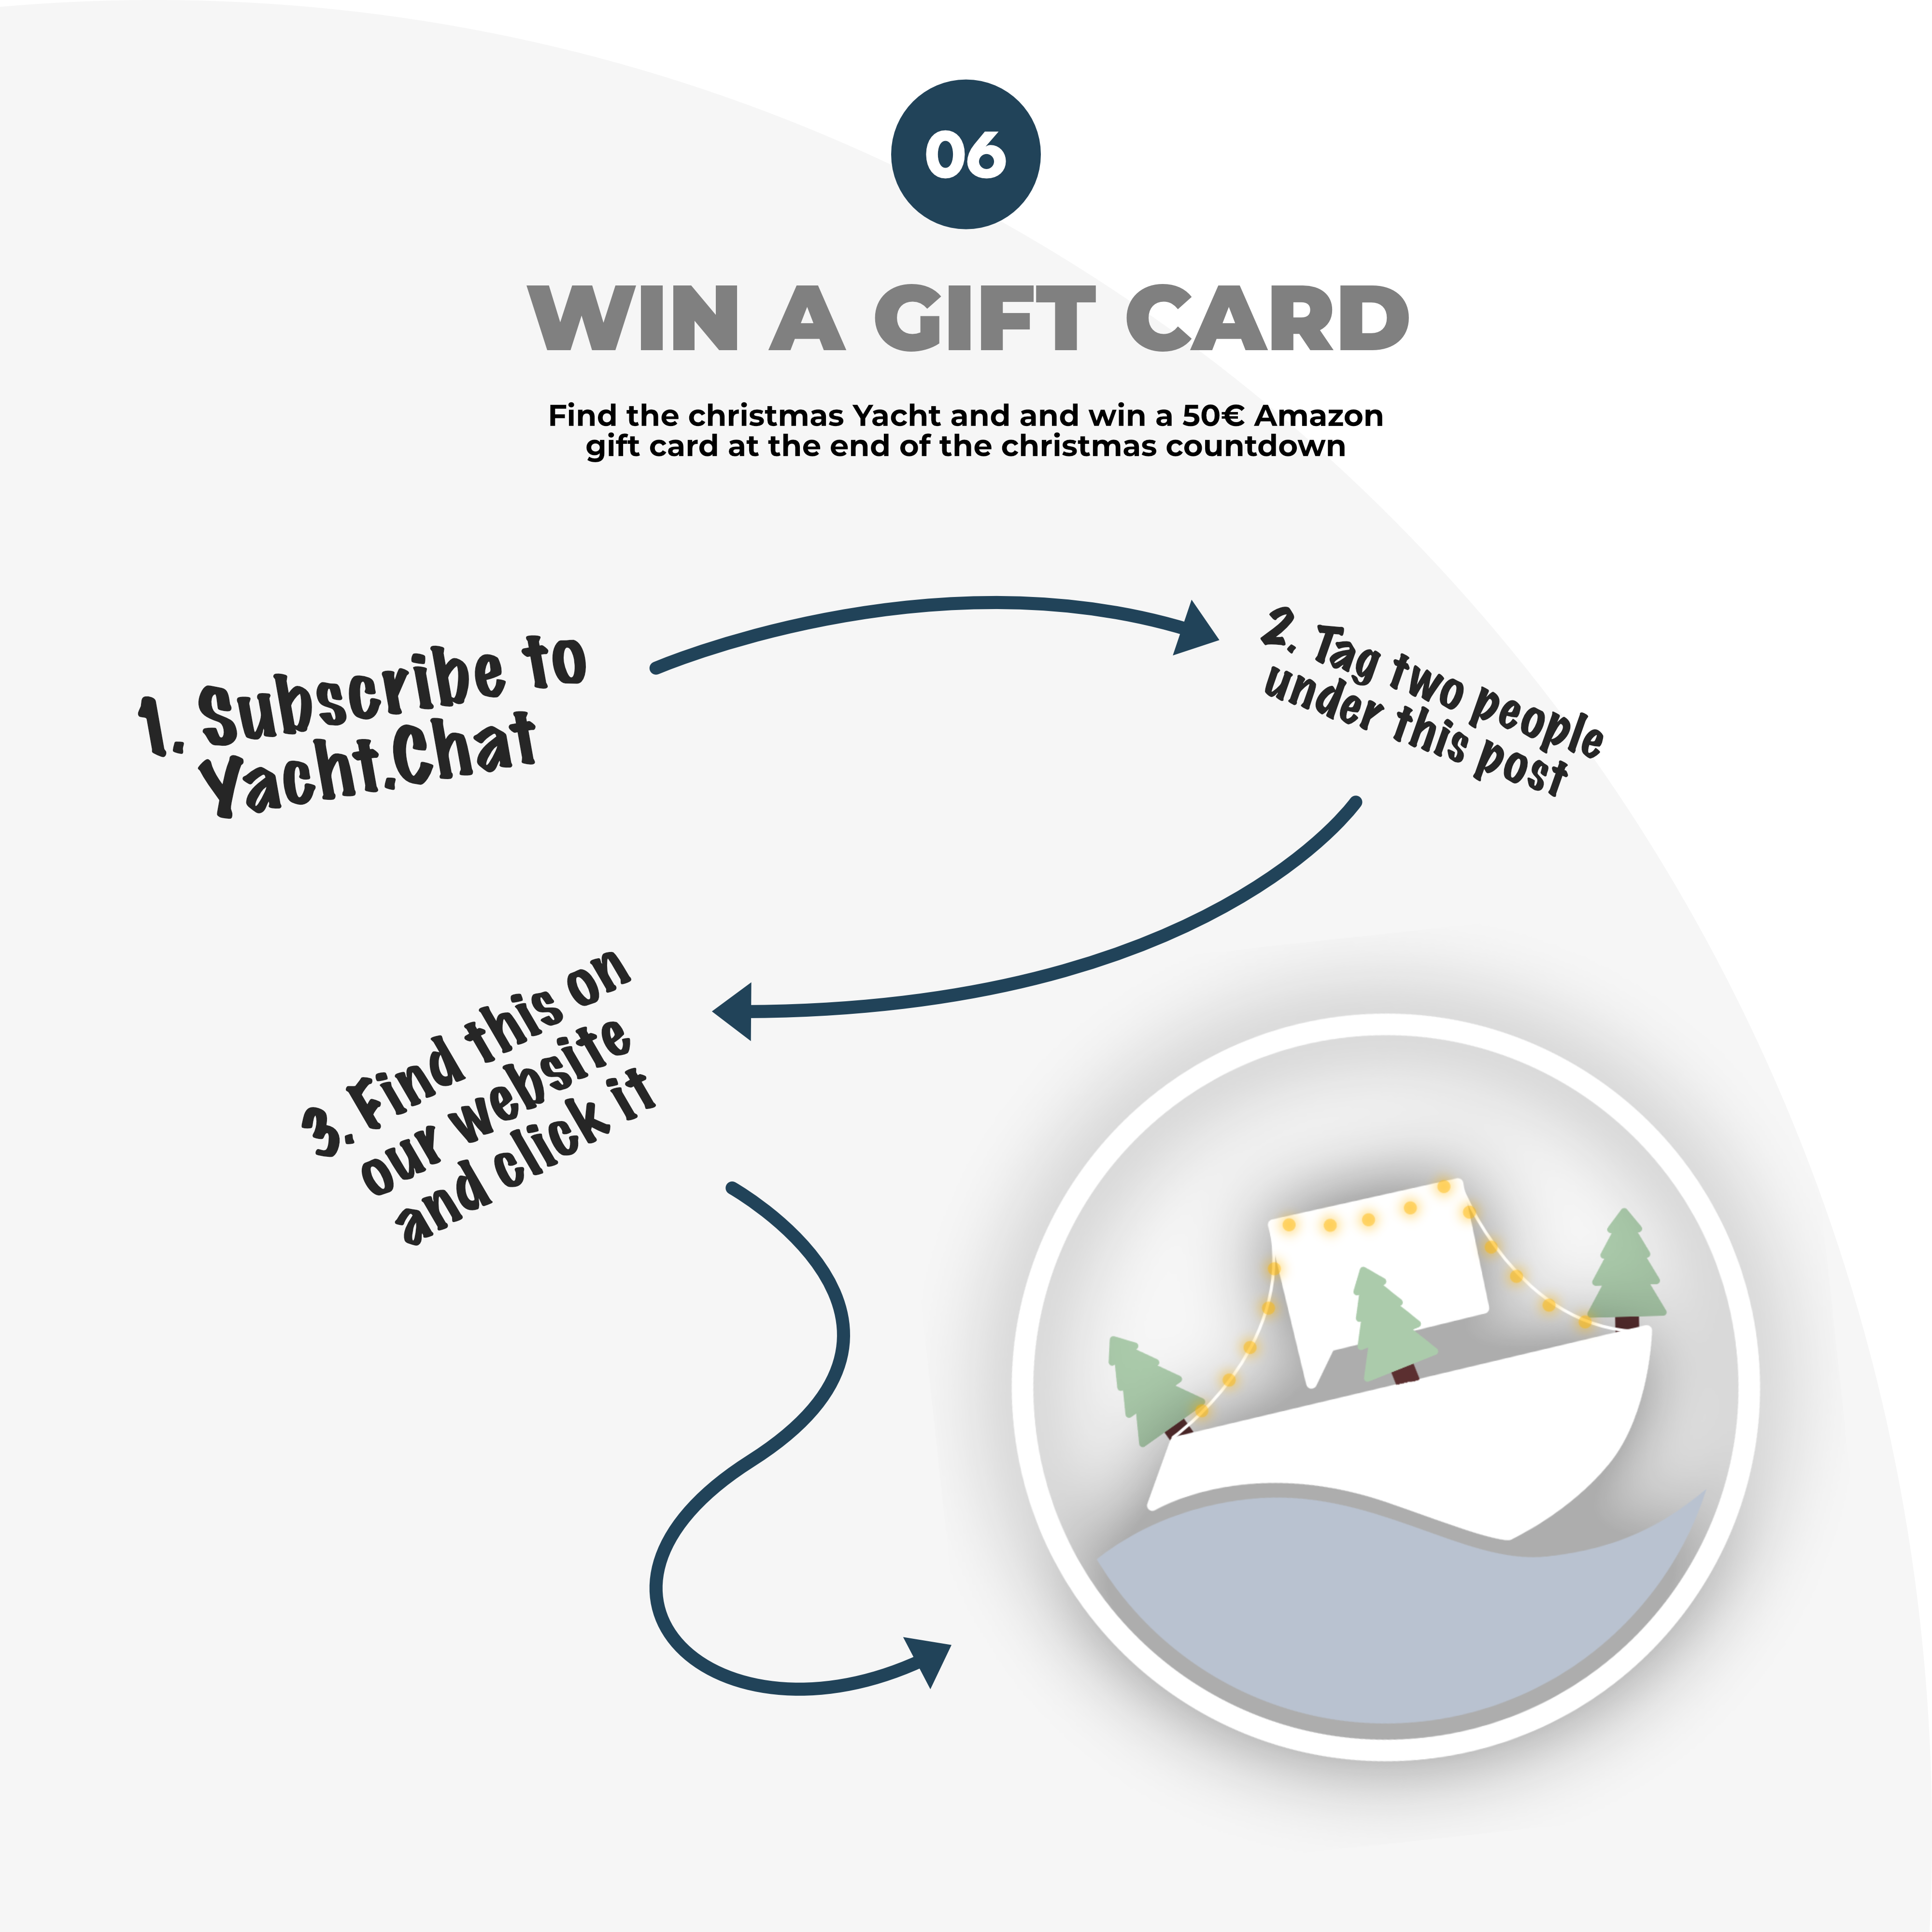 06
WIN A GIFT CARD
Find the christmas Yacht and and win a 50€ Amazon
gift card at the end of the christmas countdown
1. Subscribe to
Yacht.Chat
2. Tag two people
under this post
3. Find this on
our website
and click it